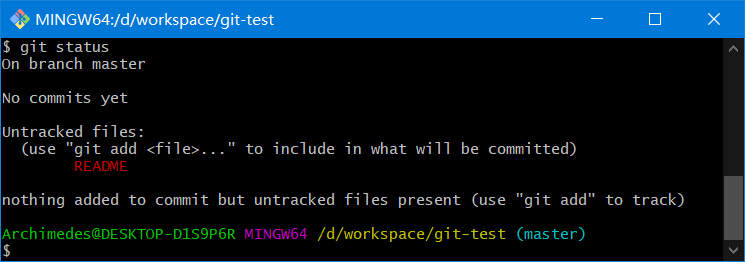 MINGW64:/d/workspace/git-test
$ git status
On branch master
No commits yet
Untracked files:
(use "git add <file>..." to include in what will be committed)
README
nothing added to commit but untracked files present (use "git add" to track)
Archimedes@DESKTOP-D1S9P6R MINGW64 /d/workspace/git-test (master)
$